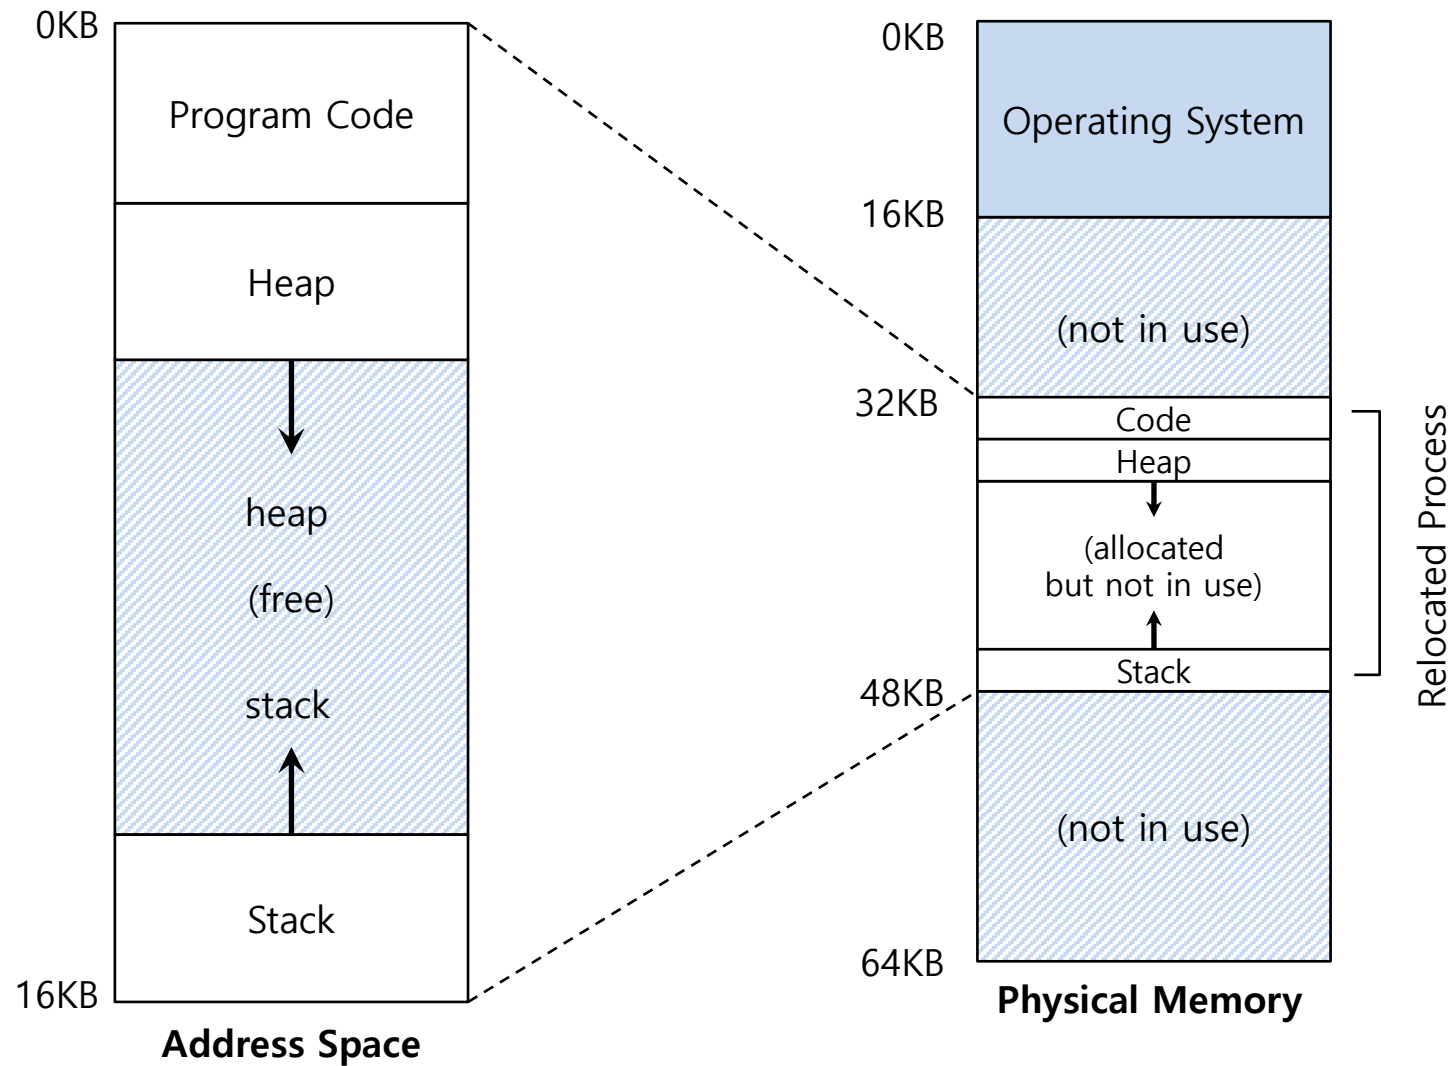 0KB
Program Code
Heap
heap
(free)
stack
Stack
16KB
Address Space
0KB
Operating System
16KB
(not in use)
32KB
Code
Heap
(allocated
but not in use)
Stack
48KB
(not in use)
64KB
Physical Memory
Relocated Process